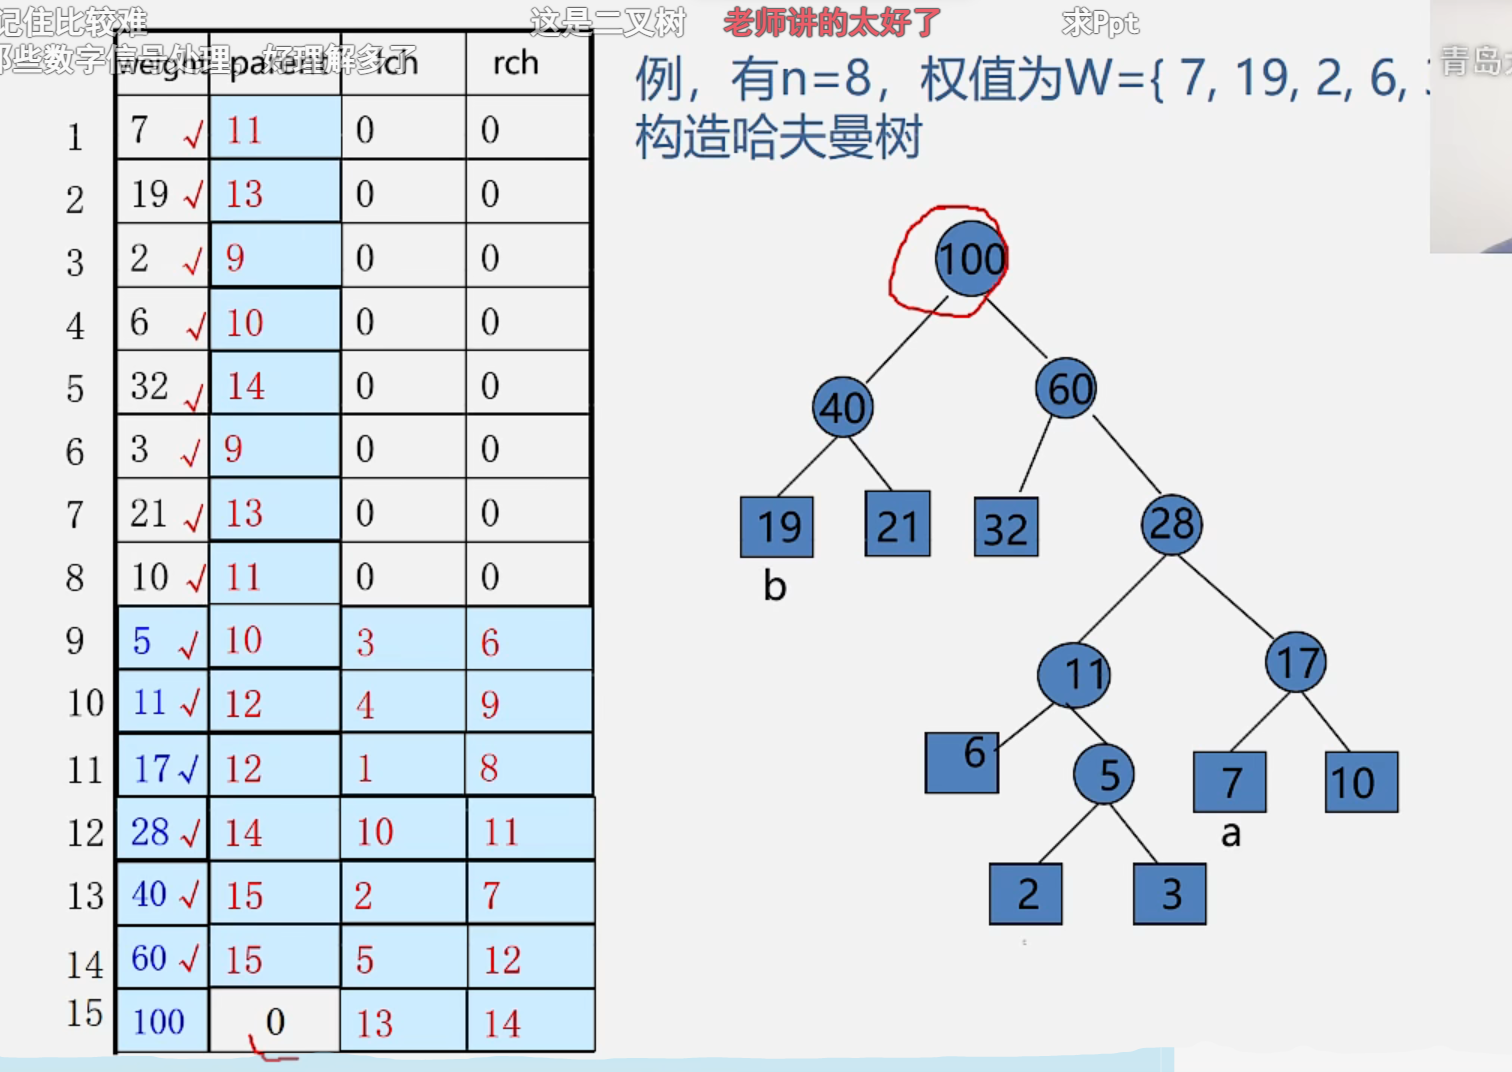 记住比较难
这是二叉树
老师讲的太好了
求Ppt
那些数字信号处理，好理解多了
weight parent lch rch
1 7 √ 11 0 0
2 19 √ 13 0 0
3 2 √ 9 0 0
4 6 √ 10 0 0
5 32 √ 14 0 0
6 3 √ 9 0 0
7 21 √ 13 0 0
8 10 √ 11 0 0
9 5 √ 10 3 6
10 11 √ 12 4 9
11 17 √ 12 1 8
12 28 √ 14 10 11
13 40 √ 15 2 7
14 60 √ 15 5 12
15 100 0 13 14
例，有n=8，权值为W={ 7, 19, 2, 6,
构造哈夫曼树
青岛
100
40 60
19 21 32 28
b
11 17
6 5 7 10
a
2 3